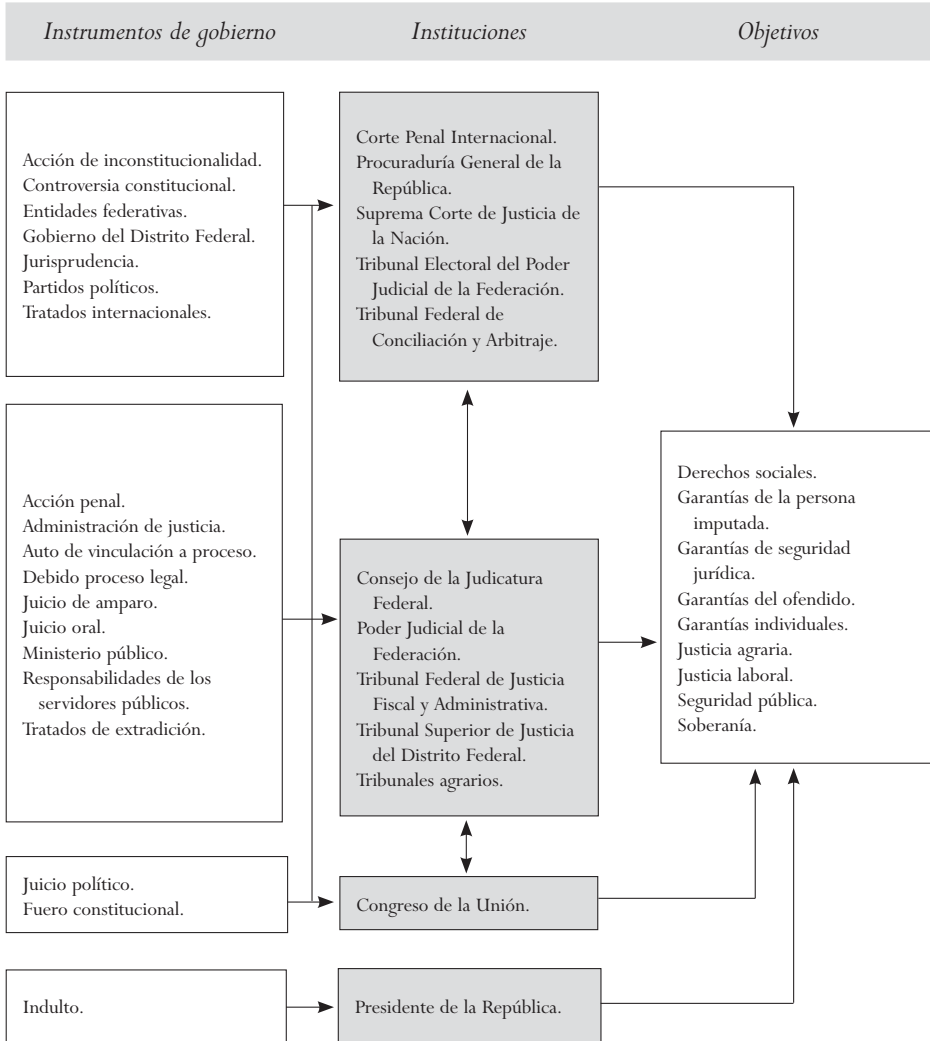 Instrumentos de gobierno
Instituciones
Objetivos
Acción de inconstitucionalidad.
Controversia constitucional.
Entidades federativas.
Gobierno del Distrito Federal.
Jurisprudencia.
Partidos políticos.
Tratados internacionales.
Corte Penal Internacional.
Procuraduría General de la
República.
Suprema Corte de Justicia de
la Nación.
Tribunal Electoral del Poder
Judicial de la Federación.
Tribunal Federal de
Conciliación y Arbitraje.
Acción penal.
Administración de justicia.
Auto de vinculación a proceso.
Debido proceso legal.
Juicio de amparo.
Juicio oral.
Ministerio público.
Responsabilidades de los
servidores públicos.
Tratados de extradición.
Consejo de la Judicatura
Federal.
Poder Judicial de la
Federación.
Tribunal Federal de Justicia
Fiscal y Administrativa.
Tribunal Superior de Justicia
del Distrito Federal.
Tribunales agrarios.
Derechos sociales.
Garantías de la persona
imputada.
Garantías de seguridad
jurídica.
Garantías del ofendido.
Garantías individuales.
Justicia agraria.
Justicia laboral.
Seguridad pública.
Soberanía.
Juicio político.
Fuero constitucional.
Congreso de la Unión.
Indulto.
Presidente de la República.